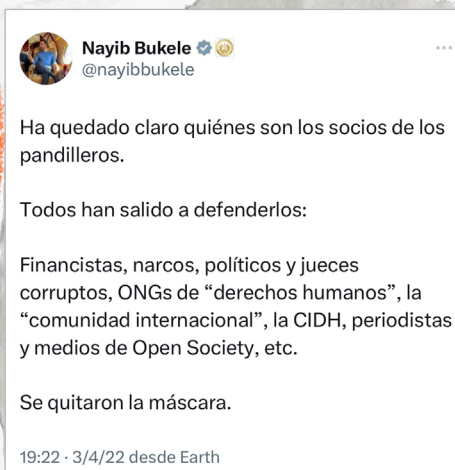 Nayib Bukele
@nayibbukele
Ha quedado claro quiénes son los socios de los
pandilleros.
Todos han salido a defenderlos:
Financistas, narcos, políticos y jueces
corruptos, ONGs de “derechos humanos”, la
“comunidad internacional”, la CIDH, periodistas
y medios de Open Society, etc.
Se quitaron la máscara.
19:22 · 3/4/22 desde Earth